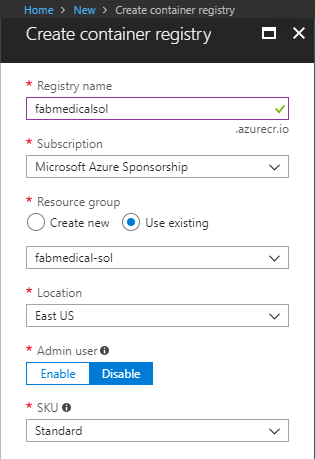 Home > New > Create container registry
Create container registry
* Registry name
fabmedicalsol
.azurecr.io
* Subscription
Microsoft Azure Sponsorship
* Resource group
Create new Use existing
fabmedical-sol
* Location
East US
* Admin user
Enable Disable
* SKU
Standard